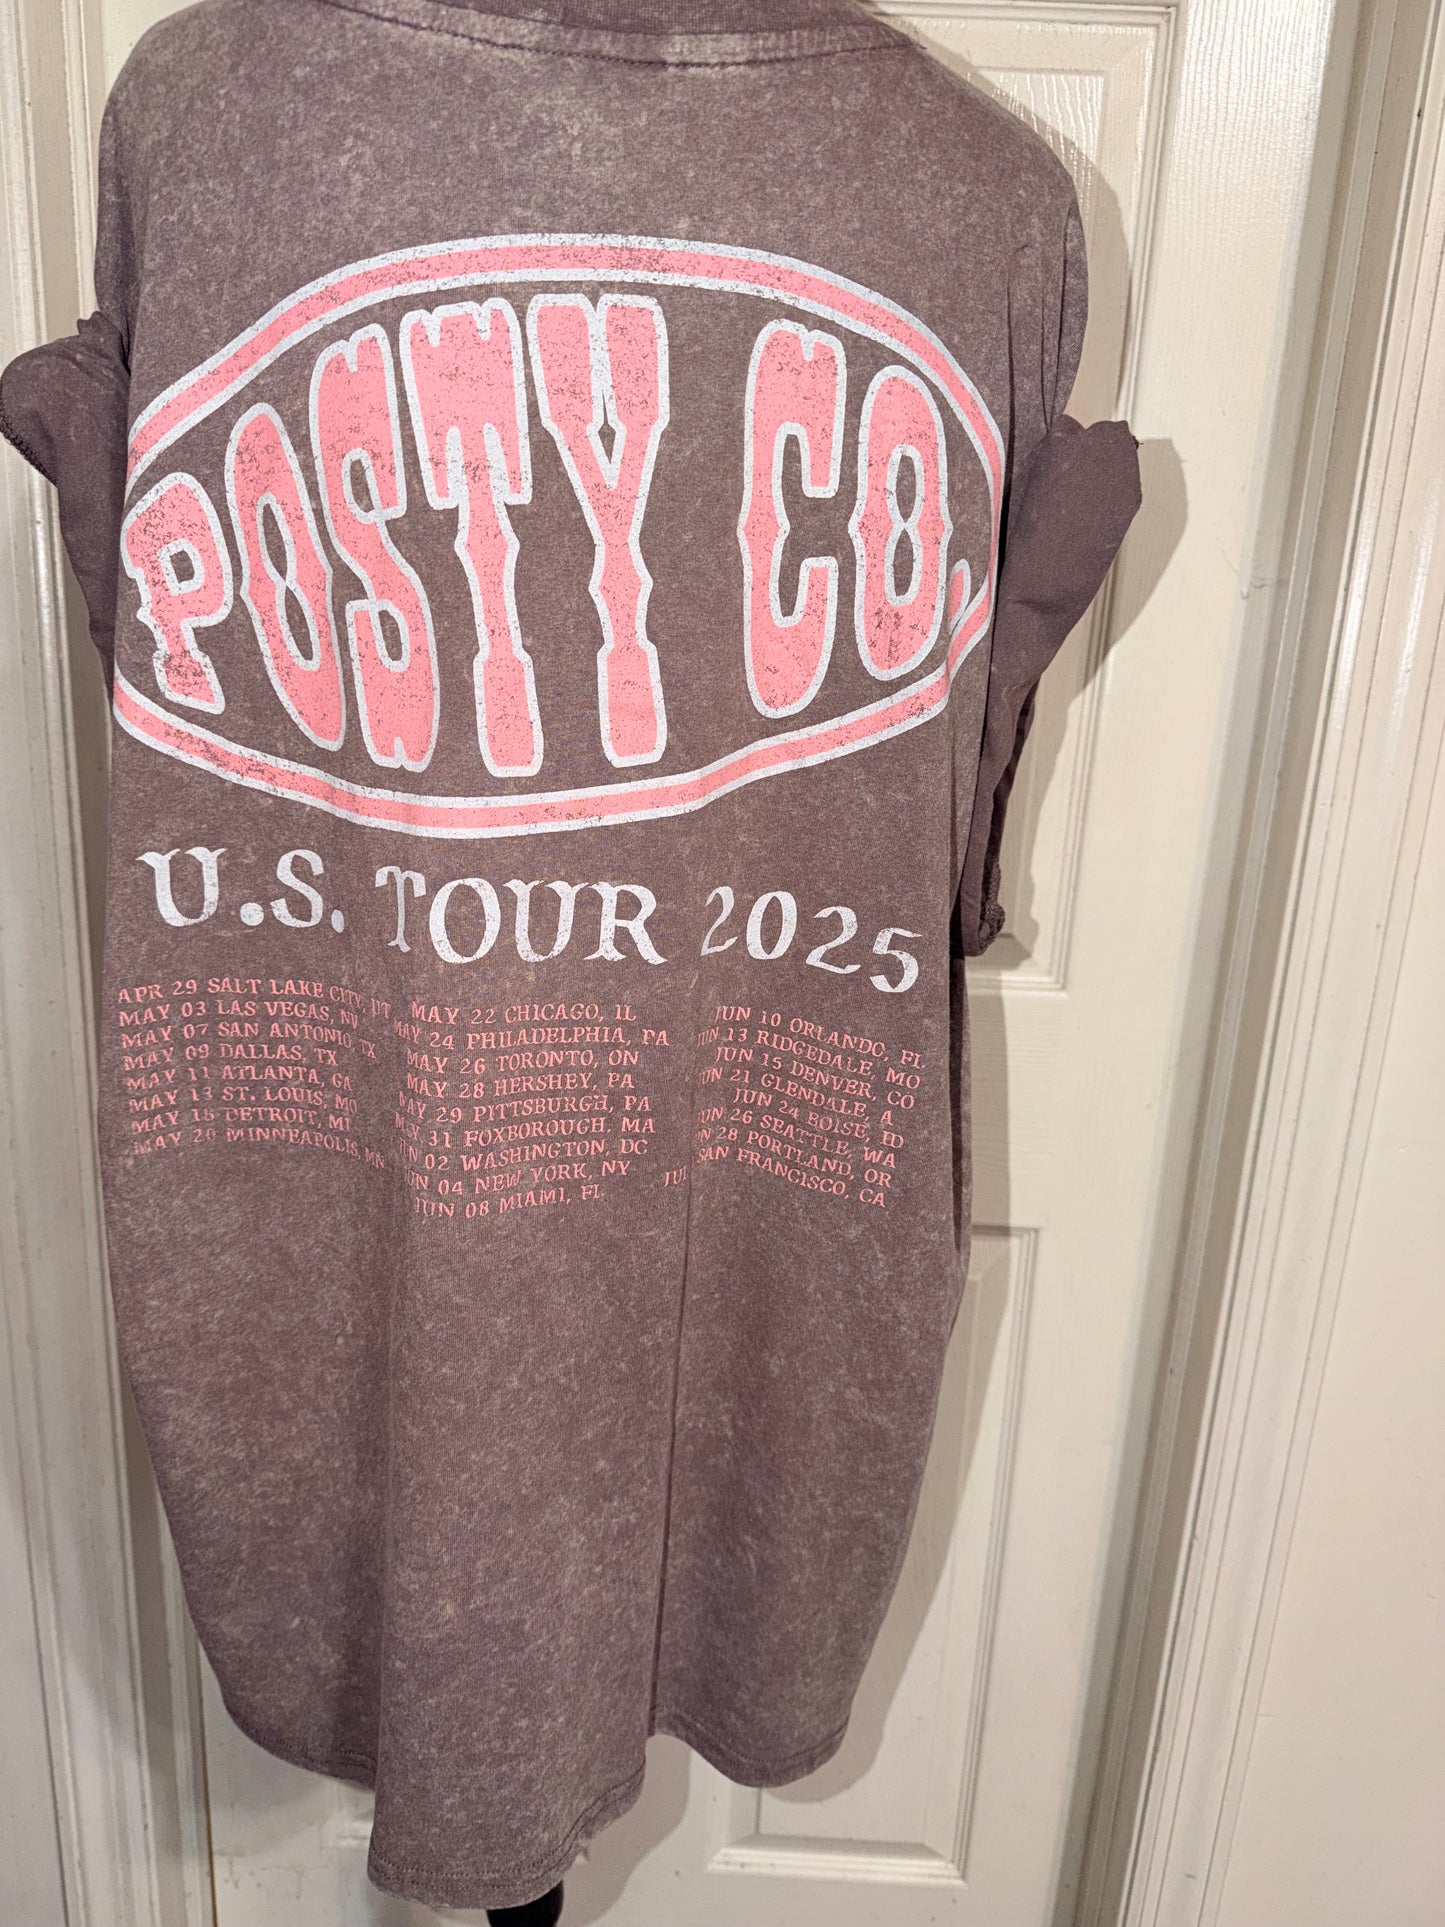 POSTY CO.
U.S. TOUR 2025
APR 29 SALT LAKE CITY, UT
MAY 03 LAS VEGAS, NV
MAY 07 SAN ANTONIO, TX
MAY 09 DALLAS, TX
MAY 11 ATLANTA, GA
MAY 13 ST. LOUIS, MO
MAY 18 DETROIT, MI
MAY 20 MINNEAPOLIS, MN
MAY 22 CHICAGO, IL
MAY 24 PHILADELPHIA, PA
MAY 26 TORONTO, ON
MAY 28 HERSHEY, PA
MAY 29 PITTSBURGH, PA
MAY 31 FOXBOROUGH, MA
JUN 02 WASHINGTON, DC
JUN 04 NEW YORK, NY
JUN 08 MIAMI, FL
JUN 10 ORLANDO, FL
JUN 13 RIDGEDALE, MO
JUN 15 DENVER, CO
JUN 21 GLENDALE, A
JUN 24 BOISE, ID
JUN 26 SEATTLE, WA
JUN 28 PORTLAND, OR
JUL SAN FRANCISCO, CA